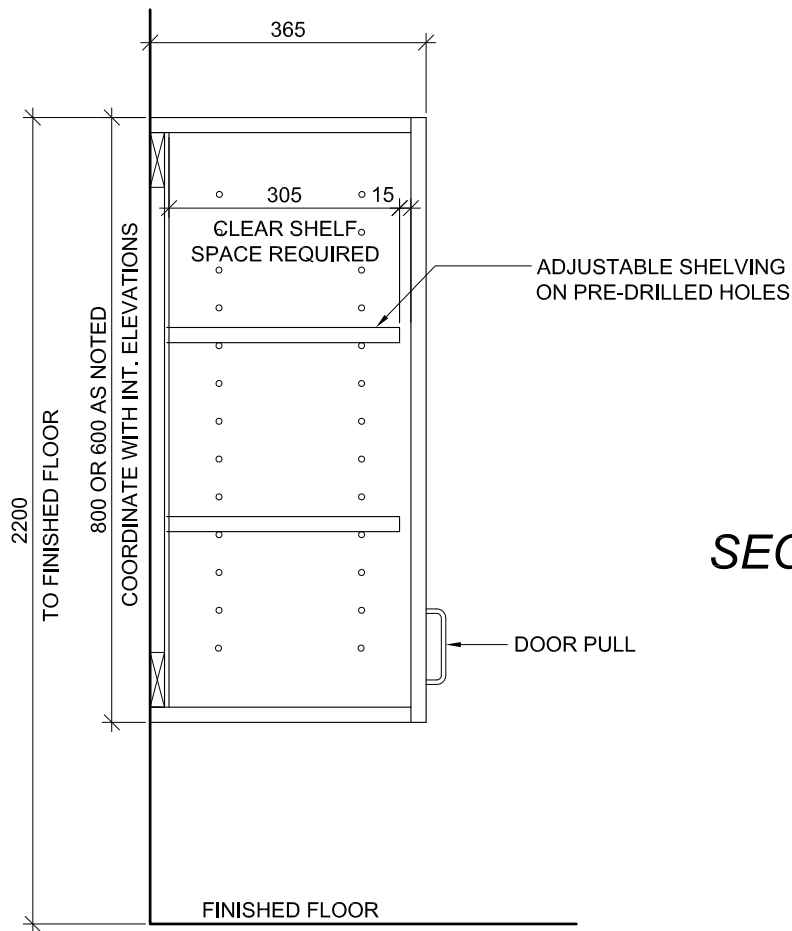 365
305
15
CLEAR SHELF
SPACE REQUIRED
ADJUSTABLE SHELVING
ON PRE-DRILLED HOLES
2200
TO FINISHED FLOOR
800 OR 600 AS NOTED
COORDINATE WITH INT. ELEVATIONS
DOOR PULL
FINISHED FLOOR